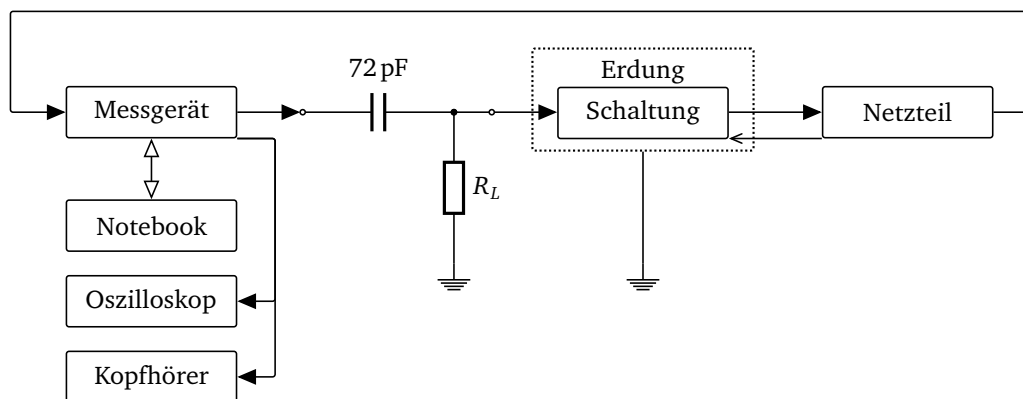 72 pF
Erdung
Messgerät
Schaltung
Netzteil
R_L
Notebook
Oszilloskop
Kopfhörer